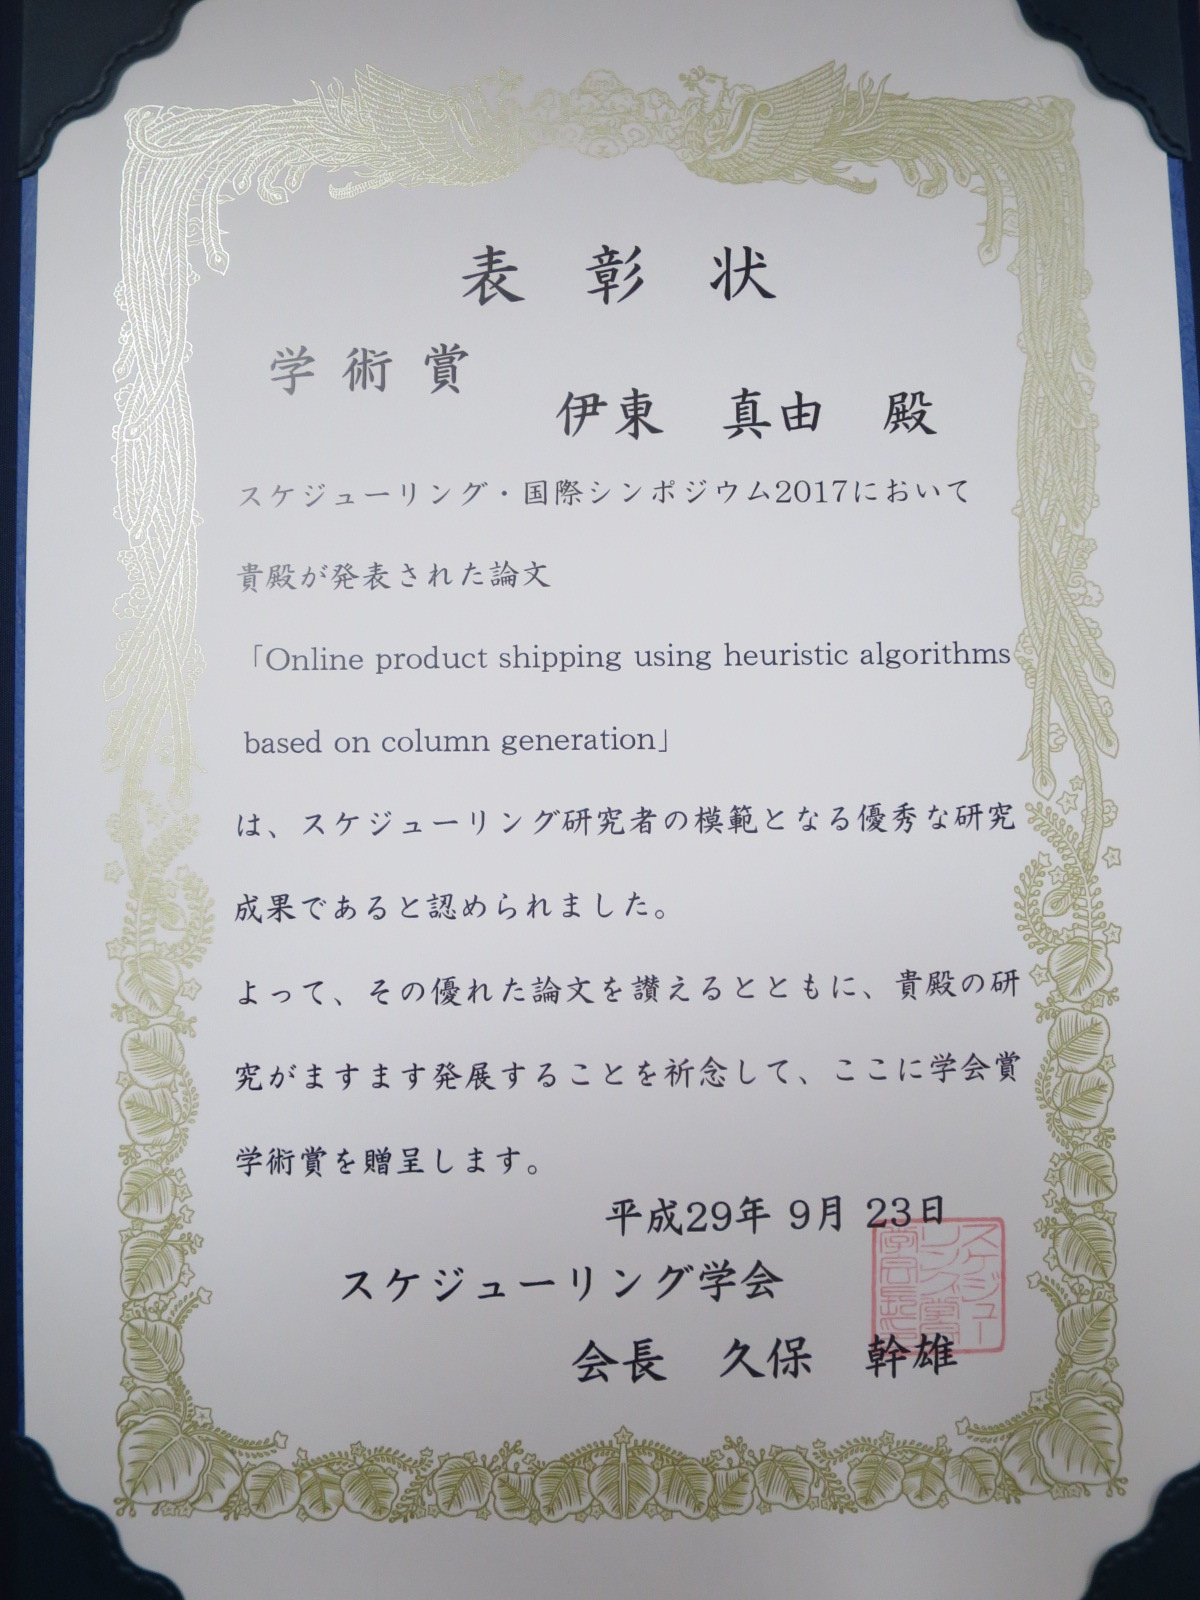 表 彰 状
学 術 賞
伊東 真由 殿
スケジューリング・国際シンポジウム2017において
貴殿が発表された論文
「Online product shipping using heuristic algorithms
based on column generation」
は、スケジューリング研究者の模範となる優秀な研究
成果であると認められました。
よって、その優れた論文を讃えるとともに、貴殿の研
究がますます発展することを祈念して、ここに学会賞
学術賞を贈呈します。
平成29年 9月 23日
スケジューリング学会
会長 久保 幹雄